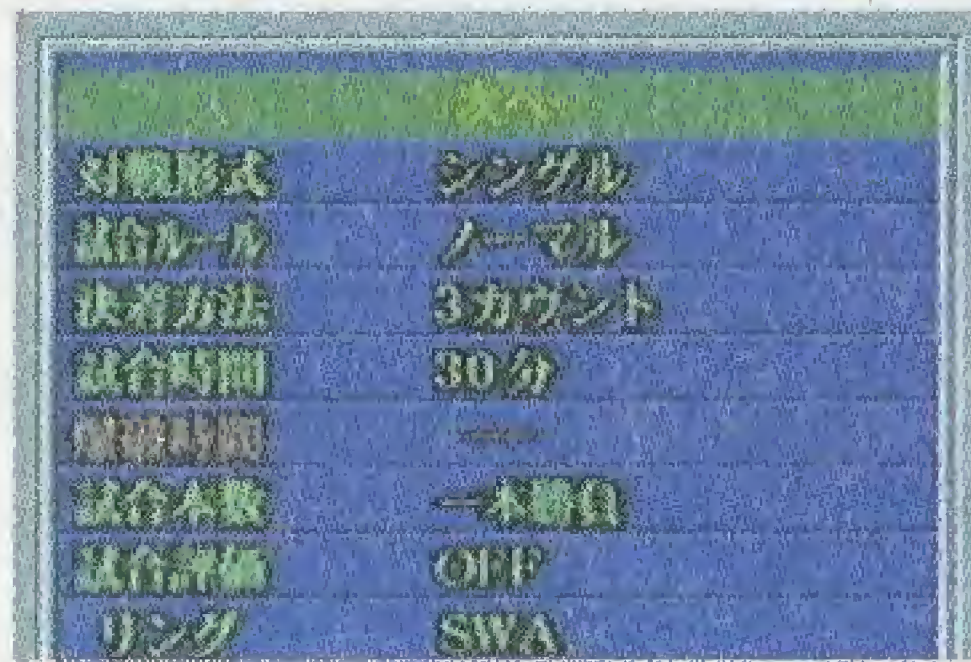 次へ
対戦形式 シングル
試合ルール ノーマル
決着方法 3カウント
試合時間 30分
試合本数 一本勝負
試合評価 OFF
リング SWA